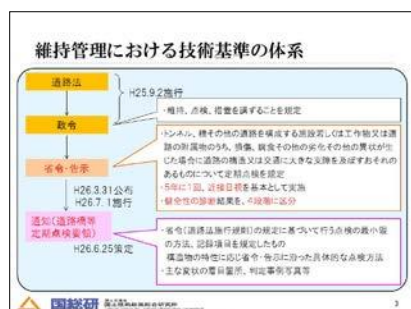 維持管理における技術基準の体系
道路法
H25.9.2施行
政令
・維持、点検、措置を講ずることを規定
省令・告示
・トンネル、橋その他の道路を構成する施設若しくは工作物又は道
路の附属物のうち、損傷、腐食その他の劣化その他の異状が生
じた場合に道路の構造又は交通に大きな支障を及ぼすおそれの
あるものについて定期点検を規定
・5年に1回、近接目視を基本として実施
・健全性の診断結果を、4段階に区分
H26.3.31公布
H26.7.1施行
通知(道路橋等
定期点検要領)
H26.6.25策定
・省令(道路法施行規則)の規定に基づいて行う点検の最小限
の方法、記録項目を規定したもの
構造物の特性に応じ省令・告示に沿った具体的な点検方法
・主な変状の着目箇所、判定事例写真等
国総研
3